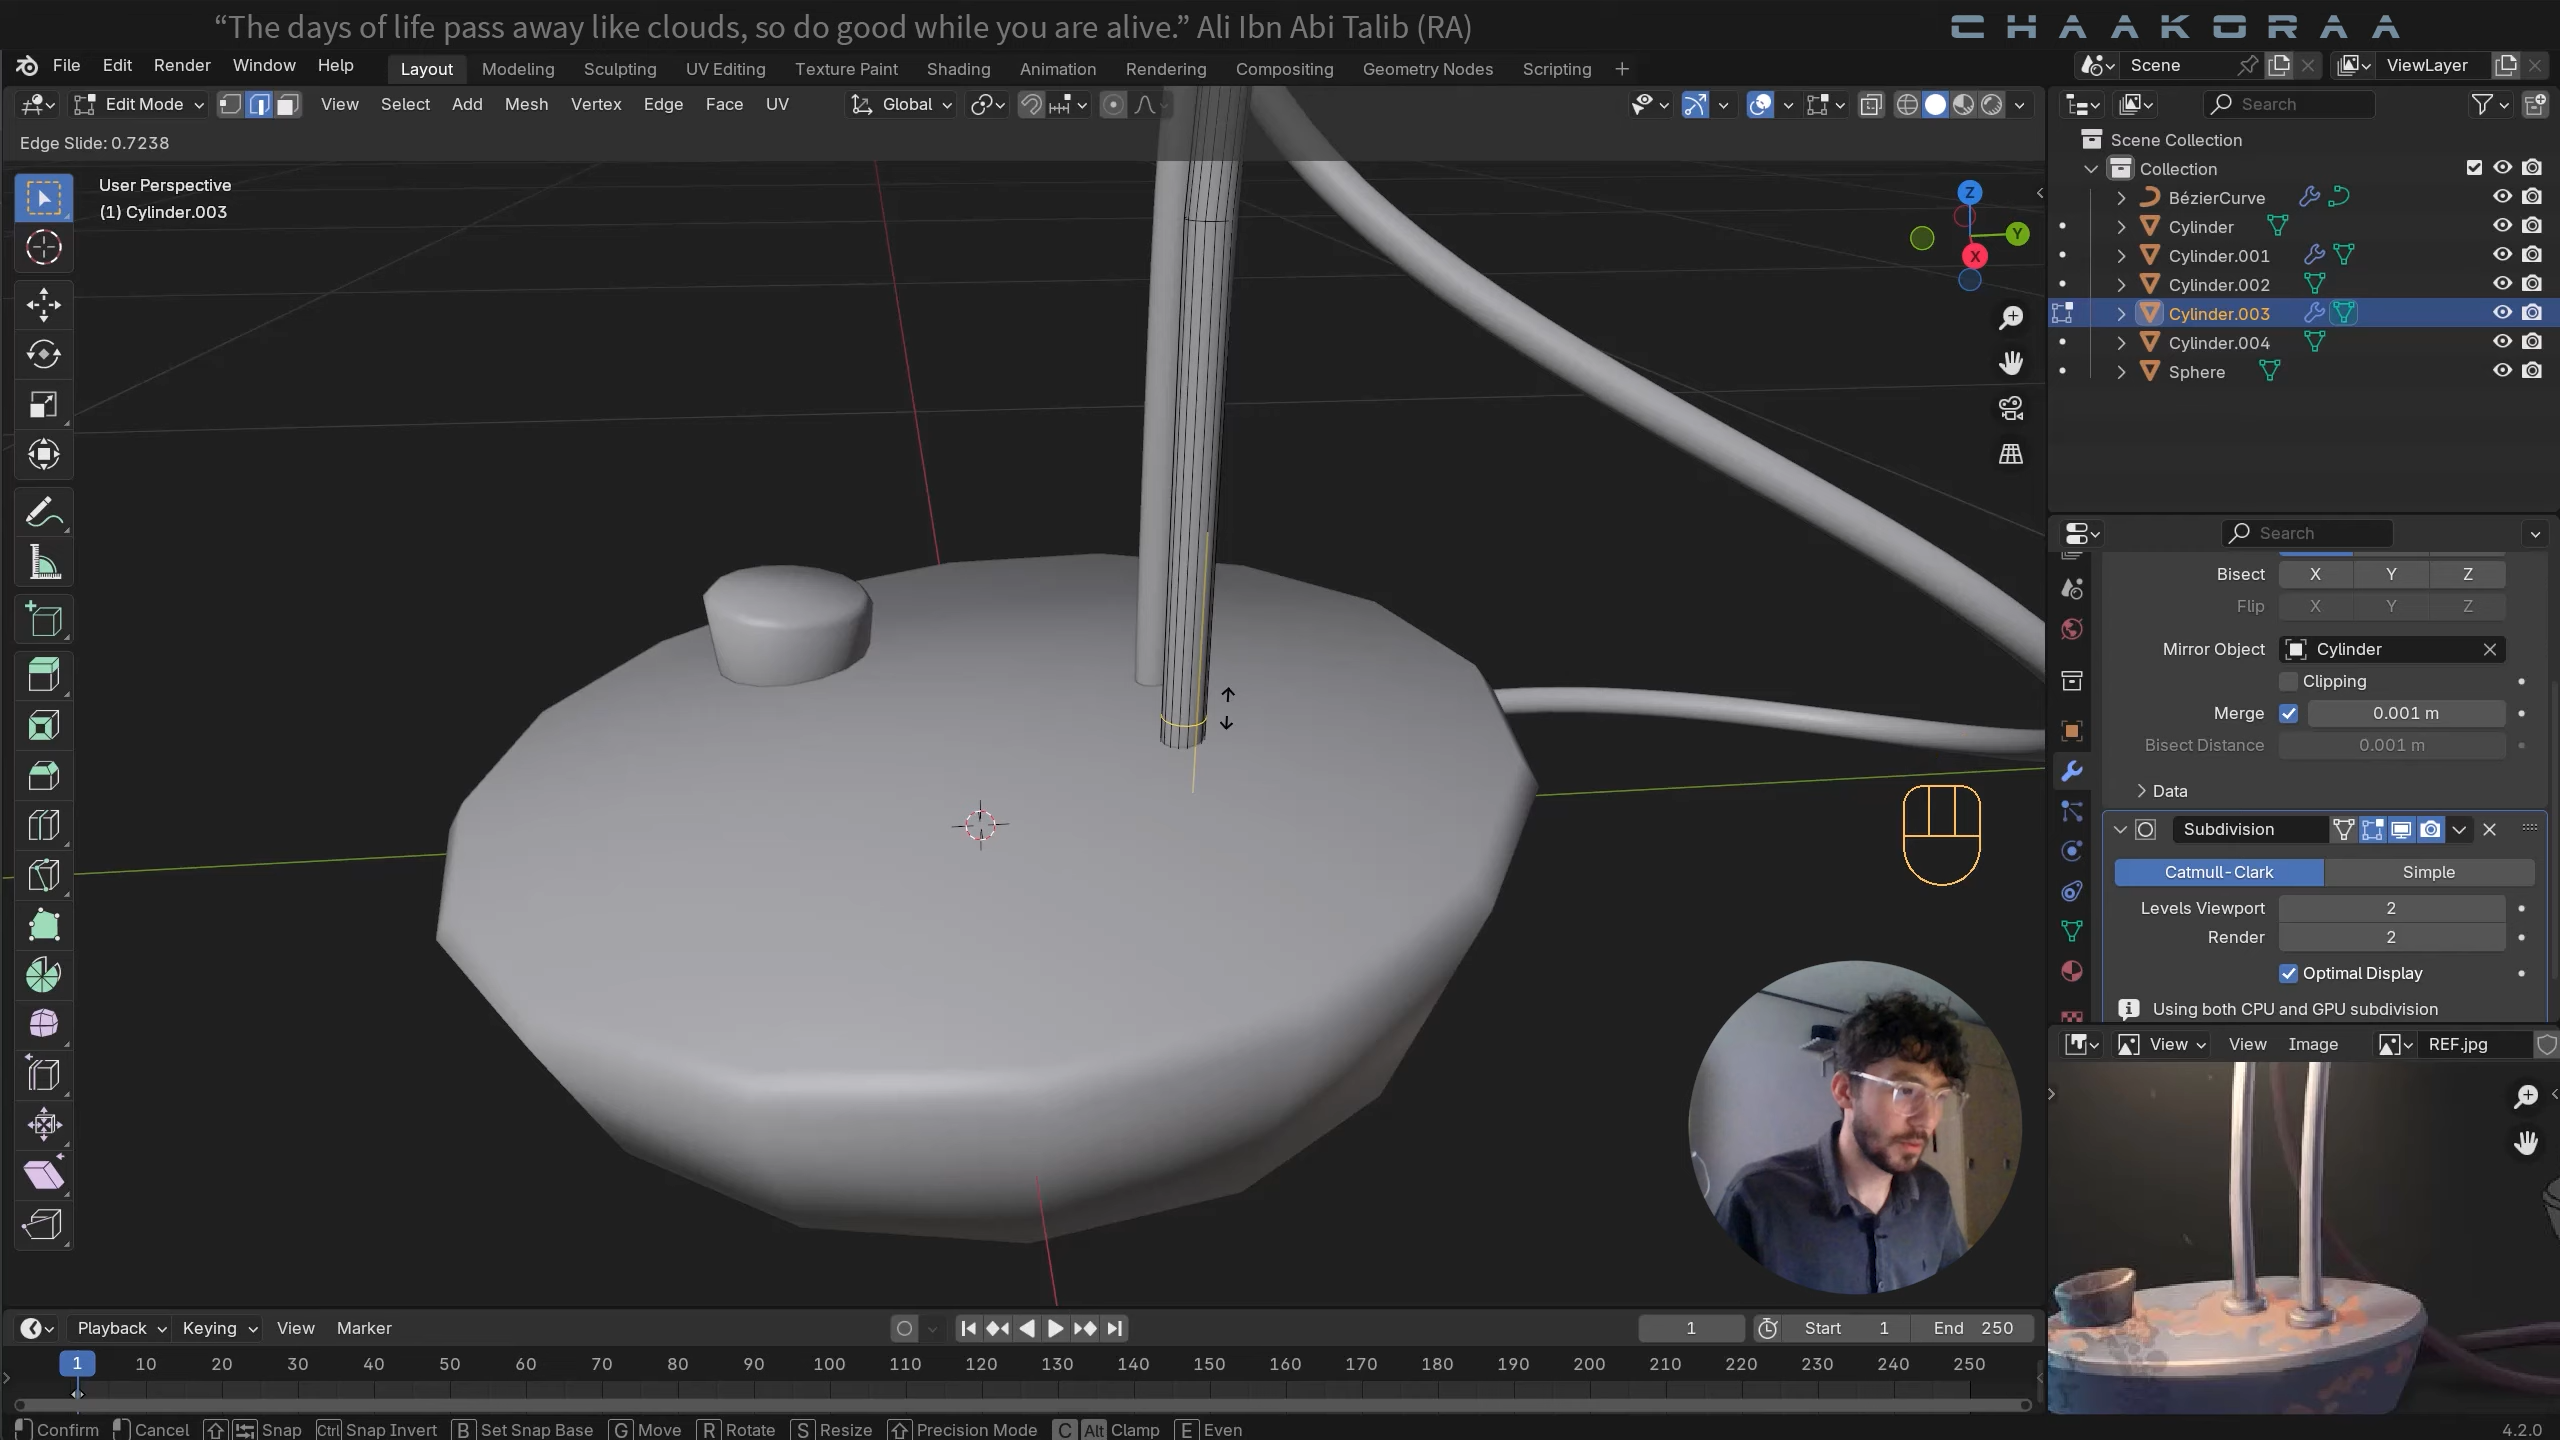 “The days of life pass away like clouds, so do good while you are alive.” Ali Ibn Abi Talib (RA)
CHAAKORAA
File Edit Render Window Help
Layout Modeling Sculpting UV Editing Texture Paint Shading Animation Rendering Compositing Geometry Nodes Scripting +
Scene
ViewLayer
Edit Mode
View Select Add Mesh Vertex Edge Face UV
Global
Search
Edge Slide: 0.7238
User Perspective
(1) Cylinder.003
Z
Y
X
Scene Collection
Collection
BézierCurve
Cylinder
Cylinder.001
Cylinder.002
Cylinder.003
Cylinder.004
Sphere
Search
Bisect X Y Z
Flip X Y Z
Mirror Object Cylinder
Clipping
Merge 0.001 m
Bisect Distance 0.001 m
Data
Subdivision
Catmull-Clark Simple
Levels Viewport 2
Render 2
Optimal Display
Using both CPU and GPU subdivision
View View Image REF.jpg
Playback Keying View Marker
1 Start 1 End 250
1 10 20 30 40 50 60 70 80 90 100 110 120 130 140 150 160 170 180 190 200 210 220 230 240 250
Confirm Cancel Snap Ctrl Snap Invert B Set Snap Base G Move R Rotate S Resize Precision Mode C Alt Clamp E Even
4.2.0